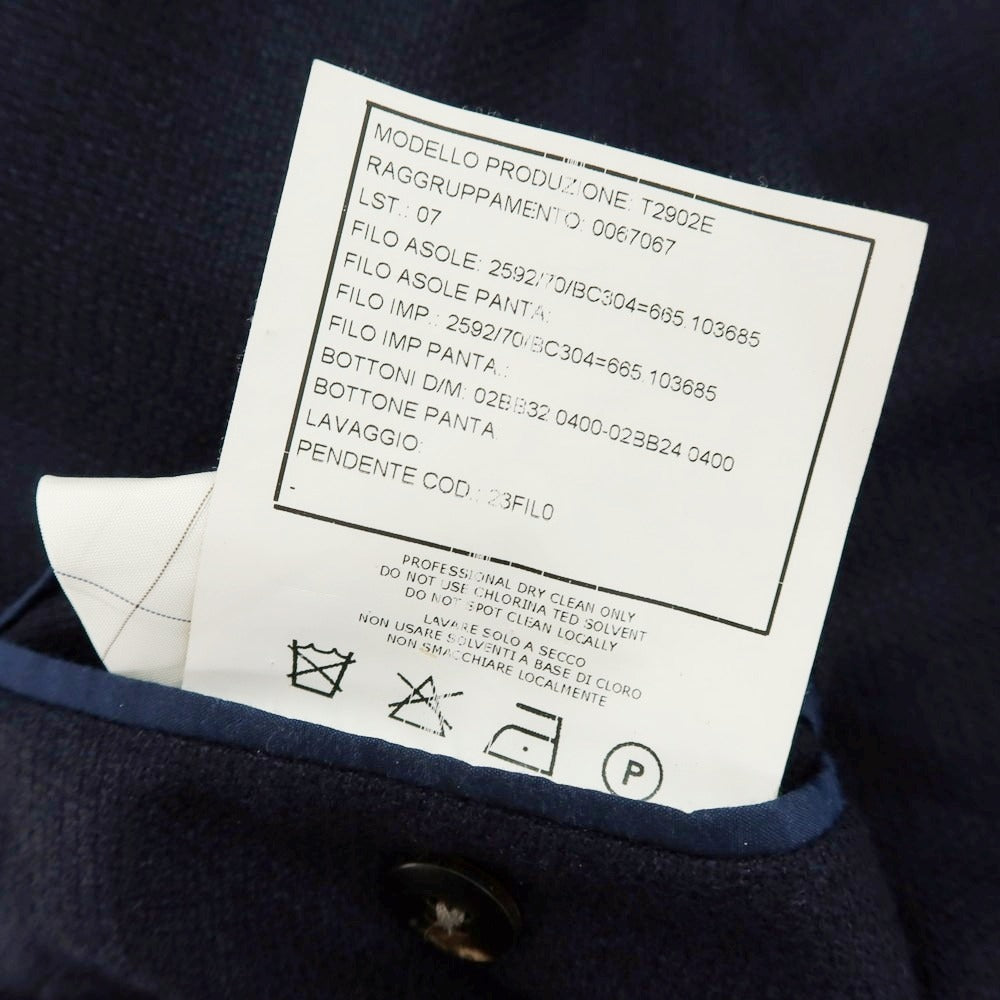 MODELLO PRODUZIONE: T2902E
RAGGRUPPAMENTO: 0067067
LST.: 07
FILO ASOLE: 2592/70/BC304=665.103685
FILO ASOLE PANTA:
FILO IMP.: 2592/70/BC304=665.103685
FILO IMP PANTA.:
BOTTONI D/M: 02BB32.0400-02BB24.0400
BOTTONE PANTA.
LAVAGGIO:
PENDENTE COD.: 23FIL0
-
PROFESSIONAL DRY CLEAN ONLY
DO NOT USE CHLORINA TED SOLVENT
DO NOT SPOT CLEAN LOCALLY
LAVARE SOLO A SECCO
NON USARE SOLVENTI A BASE DI CLORO
NON SMACCHIARE LOCALMENTE
P